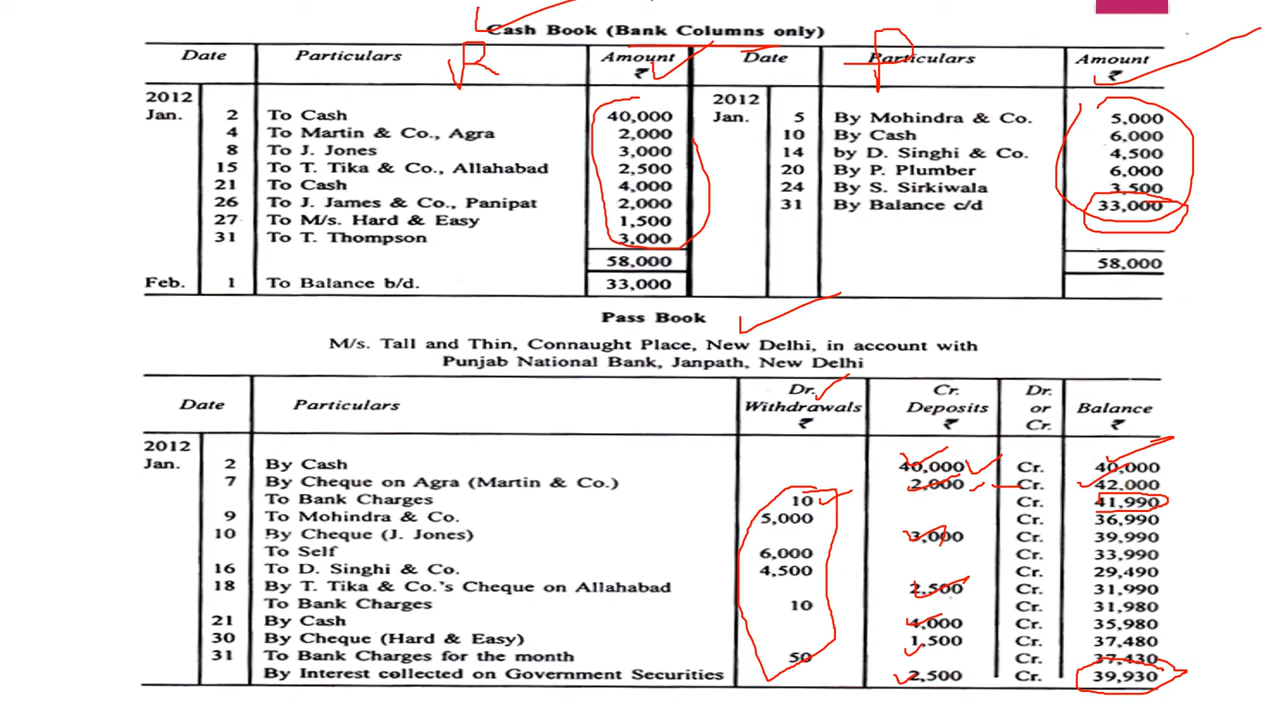 Cash Book (Bank Columns only)
Date Particulars Amount ₹ Date Particulars Amount ₹
R P
2012 2012
Jan. 2 To Cash 40,000 Jan. 5 By Mohindra & Co. 5,000
4 To Martin & Co., Agra 2,000 10 By Cash 6,000
8 To J. Jones 3,000 14 by D. Singhi & Co. 4,500
15 To T. Tika & Co., Allahabad 2,500 20 By P. Plumber 6,000
21 To Cash 4,000 24 By S. Sirkiwala 3,500
26 To J. James & Co., Panipat 2,000 31 By Balance c/d 33,000
27 To M/s. Hard & Easy 1,500
31 To T. Thompson 3,000
58,000 58,000
Feb. 1 To Balance b/d. 33,000
Pass Book
M/s. Tall and Thin, Connaught Place, New Delhi, in account with
Punjab National Bank, Janpath, New Delhi
Date Particulars Dr. Withdrawals ₹ Cr. Deposits ₹ Dr. or Cr. Balance ₹
2012
Jan. 2 By Cash 40,000 Cr. 40,000
7 By Cheque on Agra (Martin & Co.) 2,000 Cr. 42,000
To Bank Charges 10 Cr. 41,990
9 To Mohindra & Co. 5,000 Cr. 36,990
10 By Cheque (J. Jones) 3,000 Cr. 39,990
To Self 6,000 Cr. 33,990
16 To D. Singhi & Co. 4,500 Cr. 29,490
18 By T. Tika & Co.'s Cheque on Allahabad 2,500 Cr. 31,990
To Bank Charges 10 Cr. 31,980
21 By Cash 4,000 Cr. 35,980
30 By Cheque (Hard & Easy) 1,500 Cr. 37,480
31 To Bank Charges for the month 50 Cr. 37,430
By Interest collected on Government Securities 2,500 Cr. 39,930